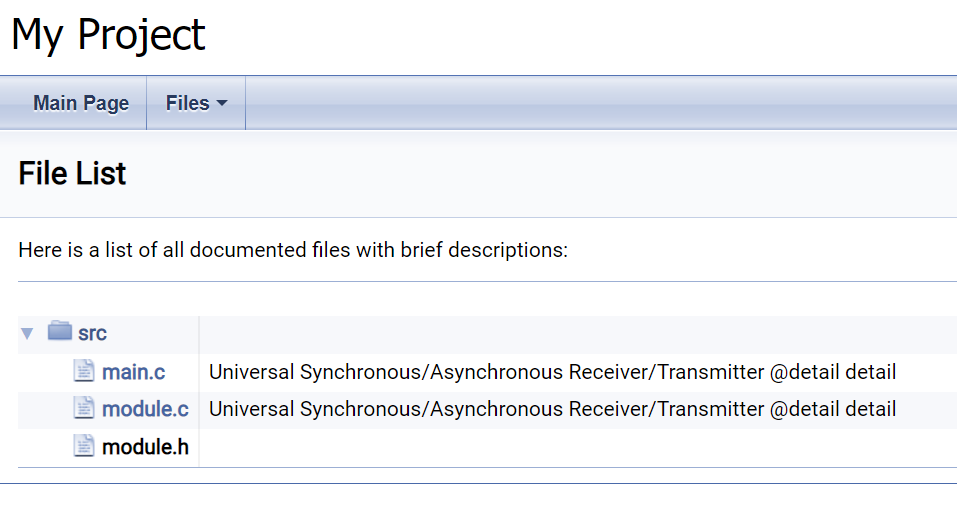 My Project
Main Page Files
File List
Here is a list of all documented files with brief descriptions:
src
main.c Universal Synchronous/Asynchronous Receiver/Transmitter @detail detail
module.c Universal Synchronous/Asynchronous Receiver/Transmitter @detail detail
module.h